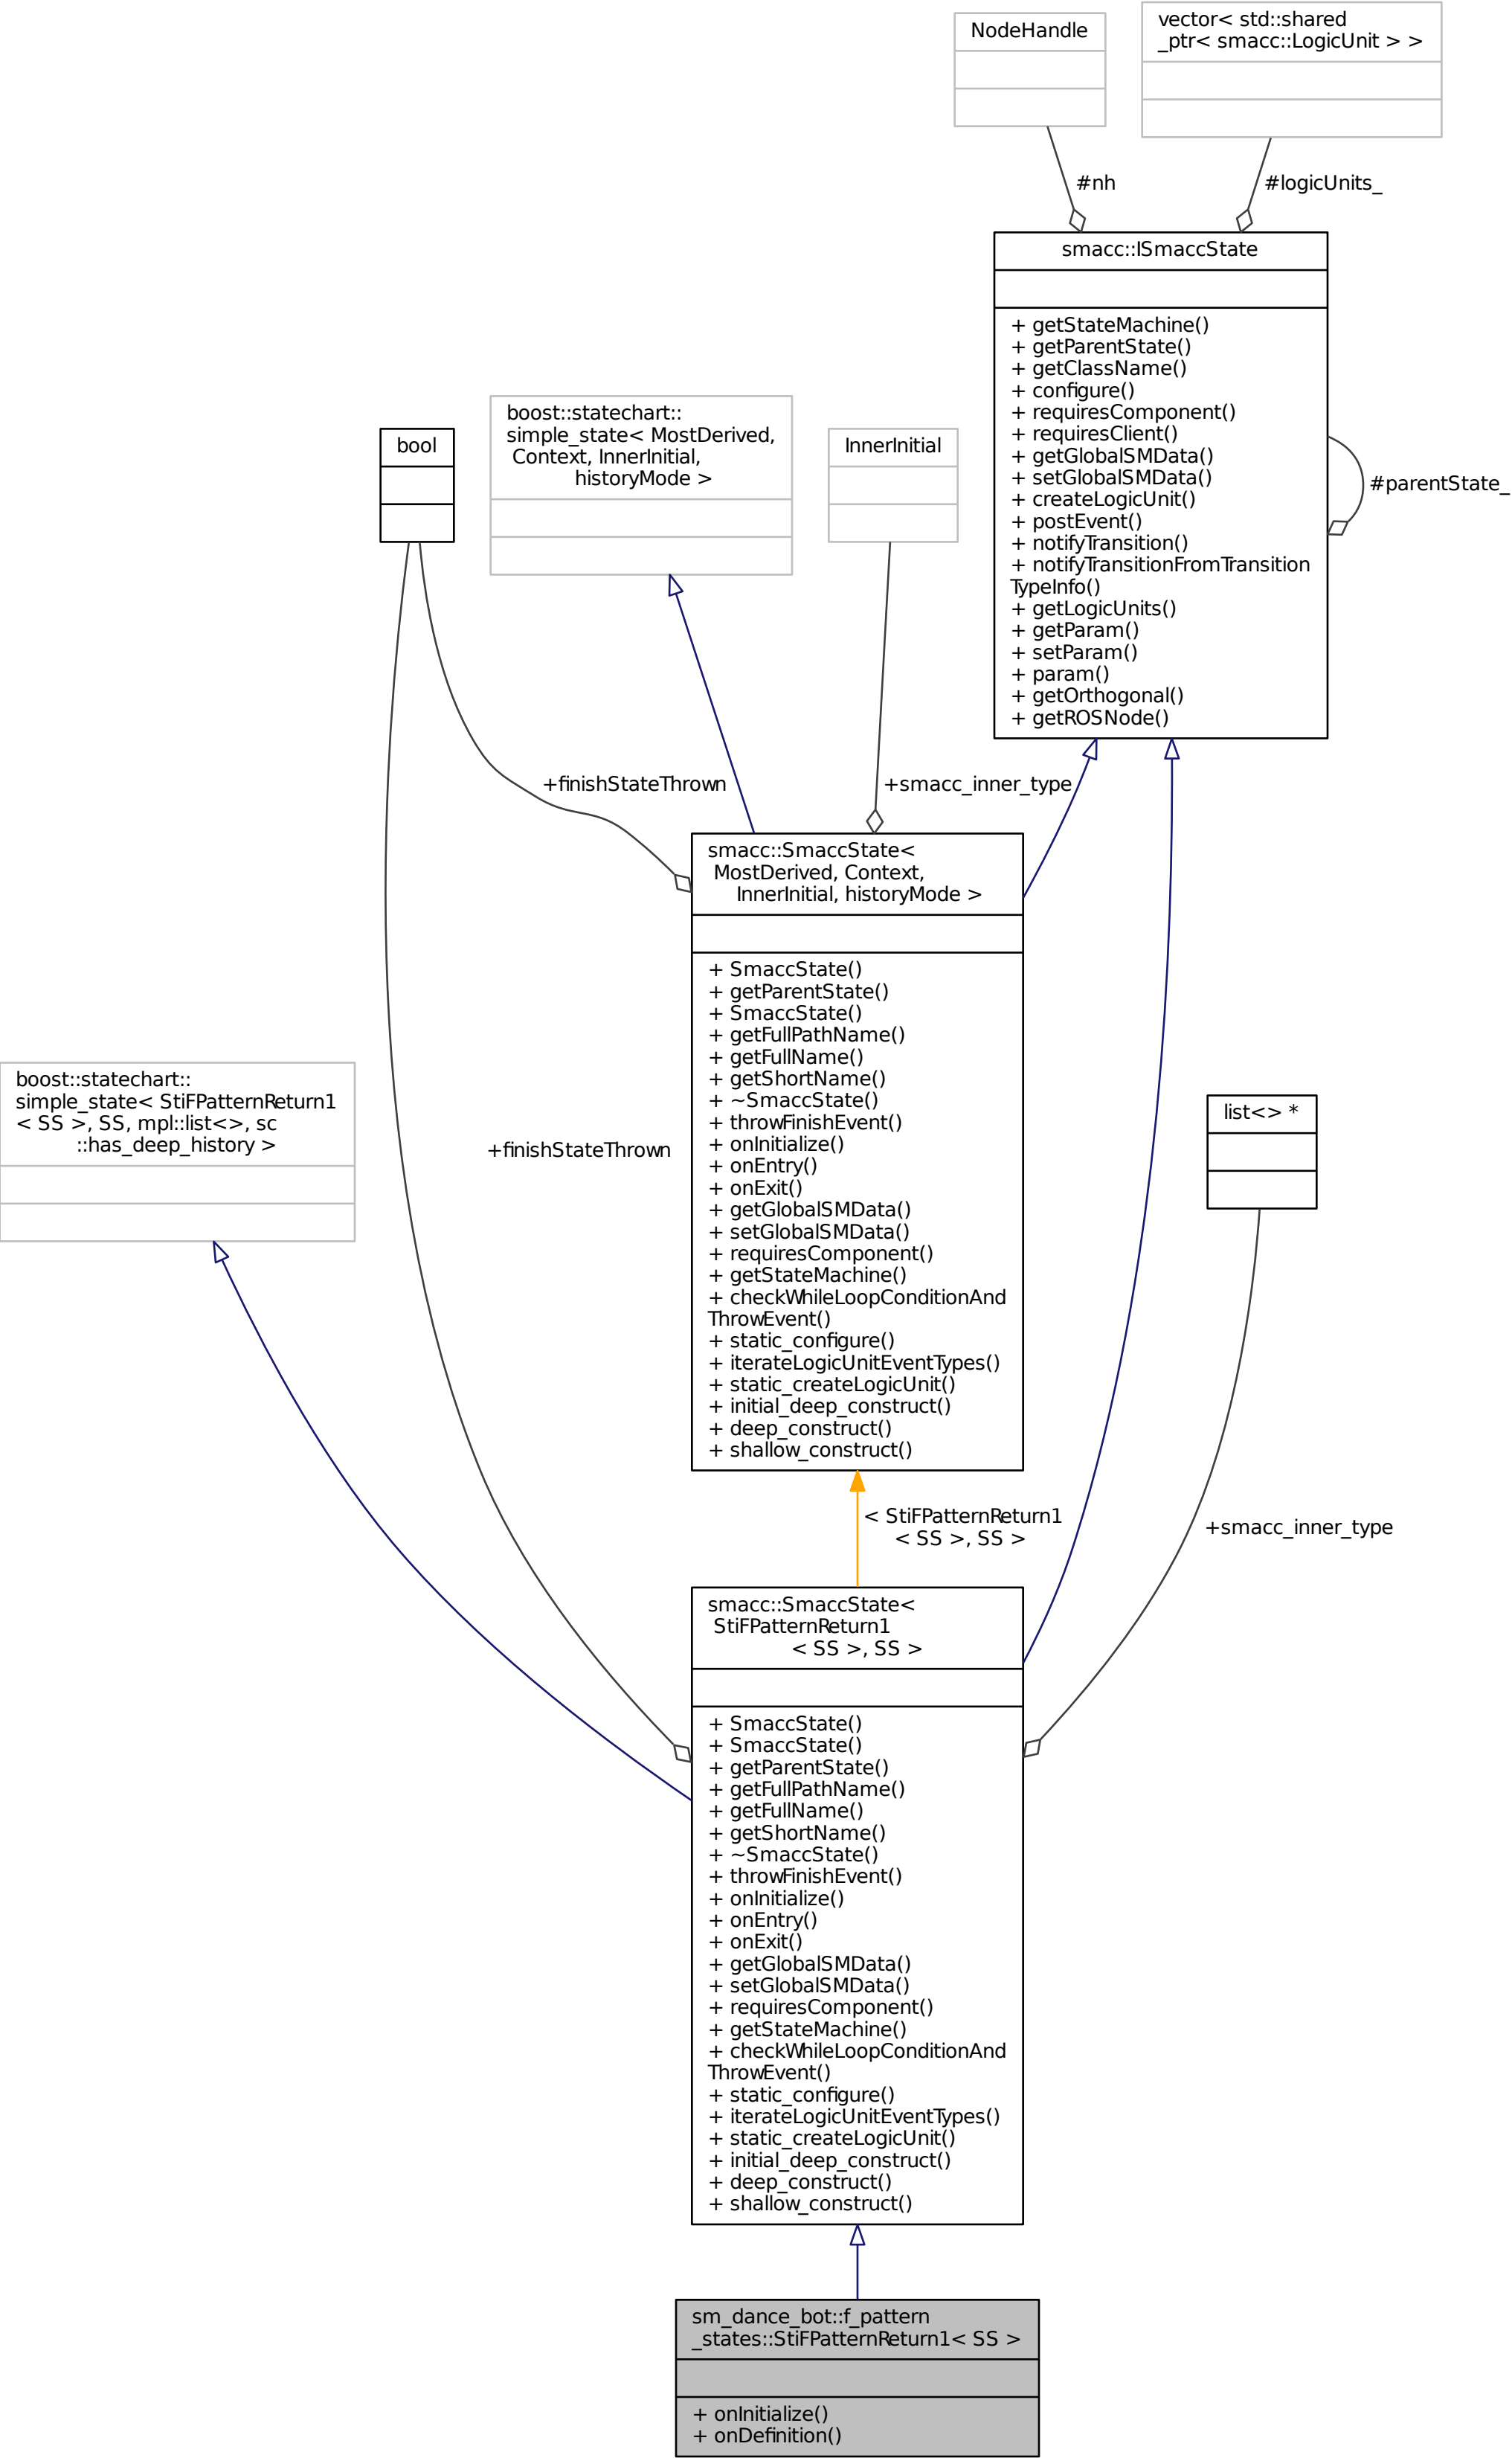 NodeHandle
vector< std::shared
_ptr< smacc::LogicUnit > >
#nh
#logicUnits_
smacc::ISmaccState
+ getStateMachine()
+ getParentState()
+ getClassName()
+ configure()
+ requiresComponent()
+ requiresClient()
+ getGlobalSMData()
+ setGlobalSMData()
+ createLogicUnit()
+ postEvent()
+ notifyTransition()
+ notifyTransitionFromTransition
TypeInfo()
+ getLogicUnits()
+ getParam()
+ setParam()
+ param()
+ getOrthogonal()
+ getROSNode()
#parentState_
bool
boost::statechart::
simple_state< MostDerived,
Context, InnerInitial,
historyMode >
InnerInitial
+finishStateThrown
+smacc_inner_type
smacc::SmaccState<
MostDerived, Context,
InnerInitial, historyMode >
+ SmaccState()
+ getParentState()
+ SmaccState()
+ getFullPathName()
+ getFullName()
+ getShortName()
+ ~SmaccState()
+ throwFinishEvent()
+ onInitialize()
+ onEntry()
+ onExit()
+ getGlobalSMData()
+ setGlobalSMData()
+ requiresComponent()
+ getStateMachine()
+ checkWhileLoopConditionAnd
ThrowEvent()
+ static_configure()
+ iterateLogicUnitEventTypes()
+ static_createLogicUnit()
+ initial_deep_construct()
+ deep_construct()
+ shallow_construct()
boost::statechart::
simple_state< StiFPatternReturn1
< SS >, SS, mpl::list<>, sc
::has_deep_history >
+finishStateThrown
list<> *
< StiFPatternReturn1
< SS >, SS >
+smacc_inner_type
smacc::SmaccState<
StiFPatternReturn1
< SS >, SS >
+ SmaccState()
+ SmaccState()
+ getParentState()
+ getFullPathName()
+ getFullName()
+ getShortName()
+ ~SmaccState()
+ throwFinishEvent()
+ onInitialize()
+ onEntry()
+ onExit()
+ getGlobalSMData()
+ setGlobalSMData()
+ requiresComponent()
+ getStateMachine()
+ checkWhileLoopConditionAnd
ThrowEvent()
+ static_configure()
+ iterateLogicUnitEventTypes()
+ static_createLogicUnit()
+ initial_deep_construct()
+ deep_construct()
+ shallow_construct()
sm_dance_bot::f_pattern
_states::StiFPatternReturn1< SS >
+ onInitialize()
+ onDefinition()